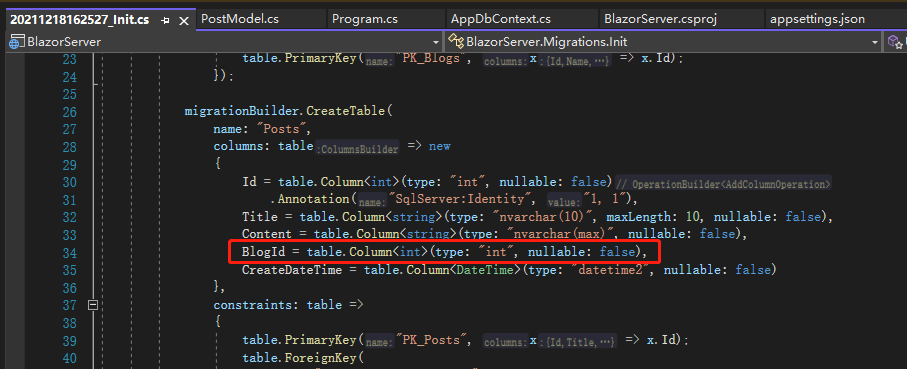 20211218162527_Init.cs PostModel.cs Program.cs AppDbContext.cs BlazorServer.csproj appsettings.json
BlazorServer BlazorServer.Migrations.Init
23 table.PrimaryKey(name: "PK_Blogs", columns: x :{Id,Name,…} => x.Id);
24 });
25
26 migrationBuilder.CreateTable(
27 name: "Posts",
28 columns: table :ColumnsBuilder => new
29 {
30 Id = table.Column<int>(type: "int", nullable: false) // OperationBuilder<AddColumnOperation>
31 .Annotation(name: "SqlServer:Identity", value: "1, 1"),
32 Title = table.Column<string>(type: "nvarchar(10)", maxLength: 10, nullable: false),
33 Content = table.Column<string>(type: "nvarchar(max)", nullable: false),
34 BlogId = table.Column<int>(type: "int", nullable: false),
35 CreateDateTime = table.Column<DateTime>(type: "datetime2", nullable: false)
36 },
37 constraints: table =>
38 {
39 table.PrimaryKey(name: "PK_Posts", columns: x :{Id,Title,…} => x.Id);
40 table.ForeignKey(